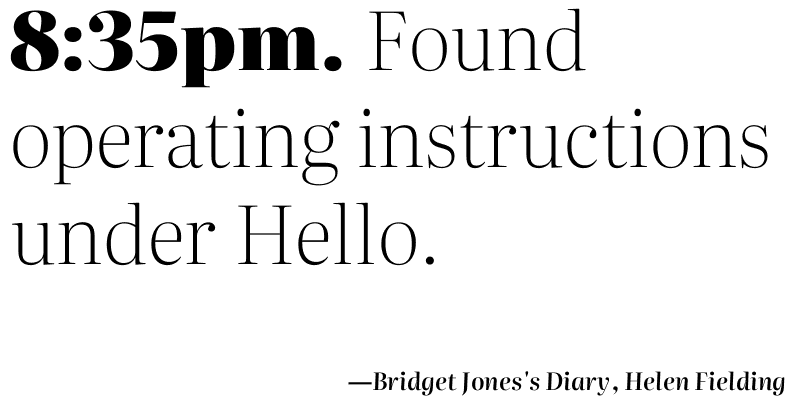 8:35pm. Found
operating instructions
under Hello.
—Bridget Jones's Diary, Helen Fielding